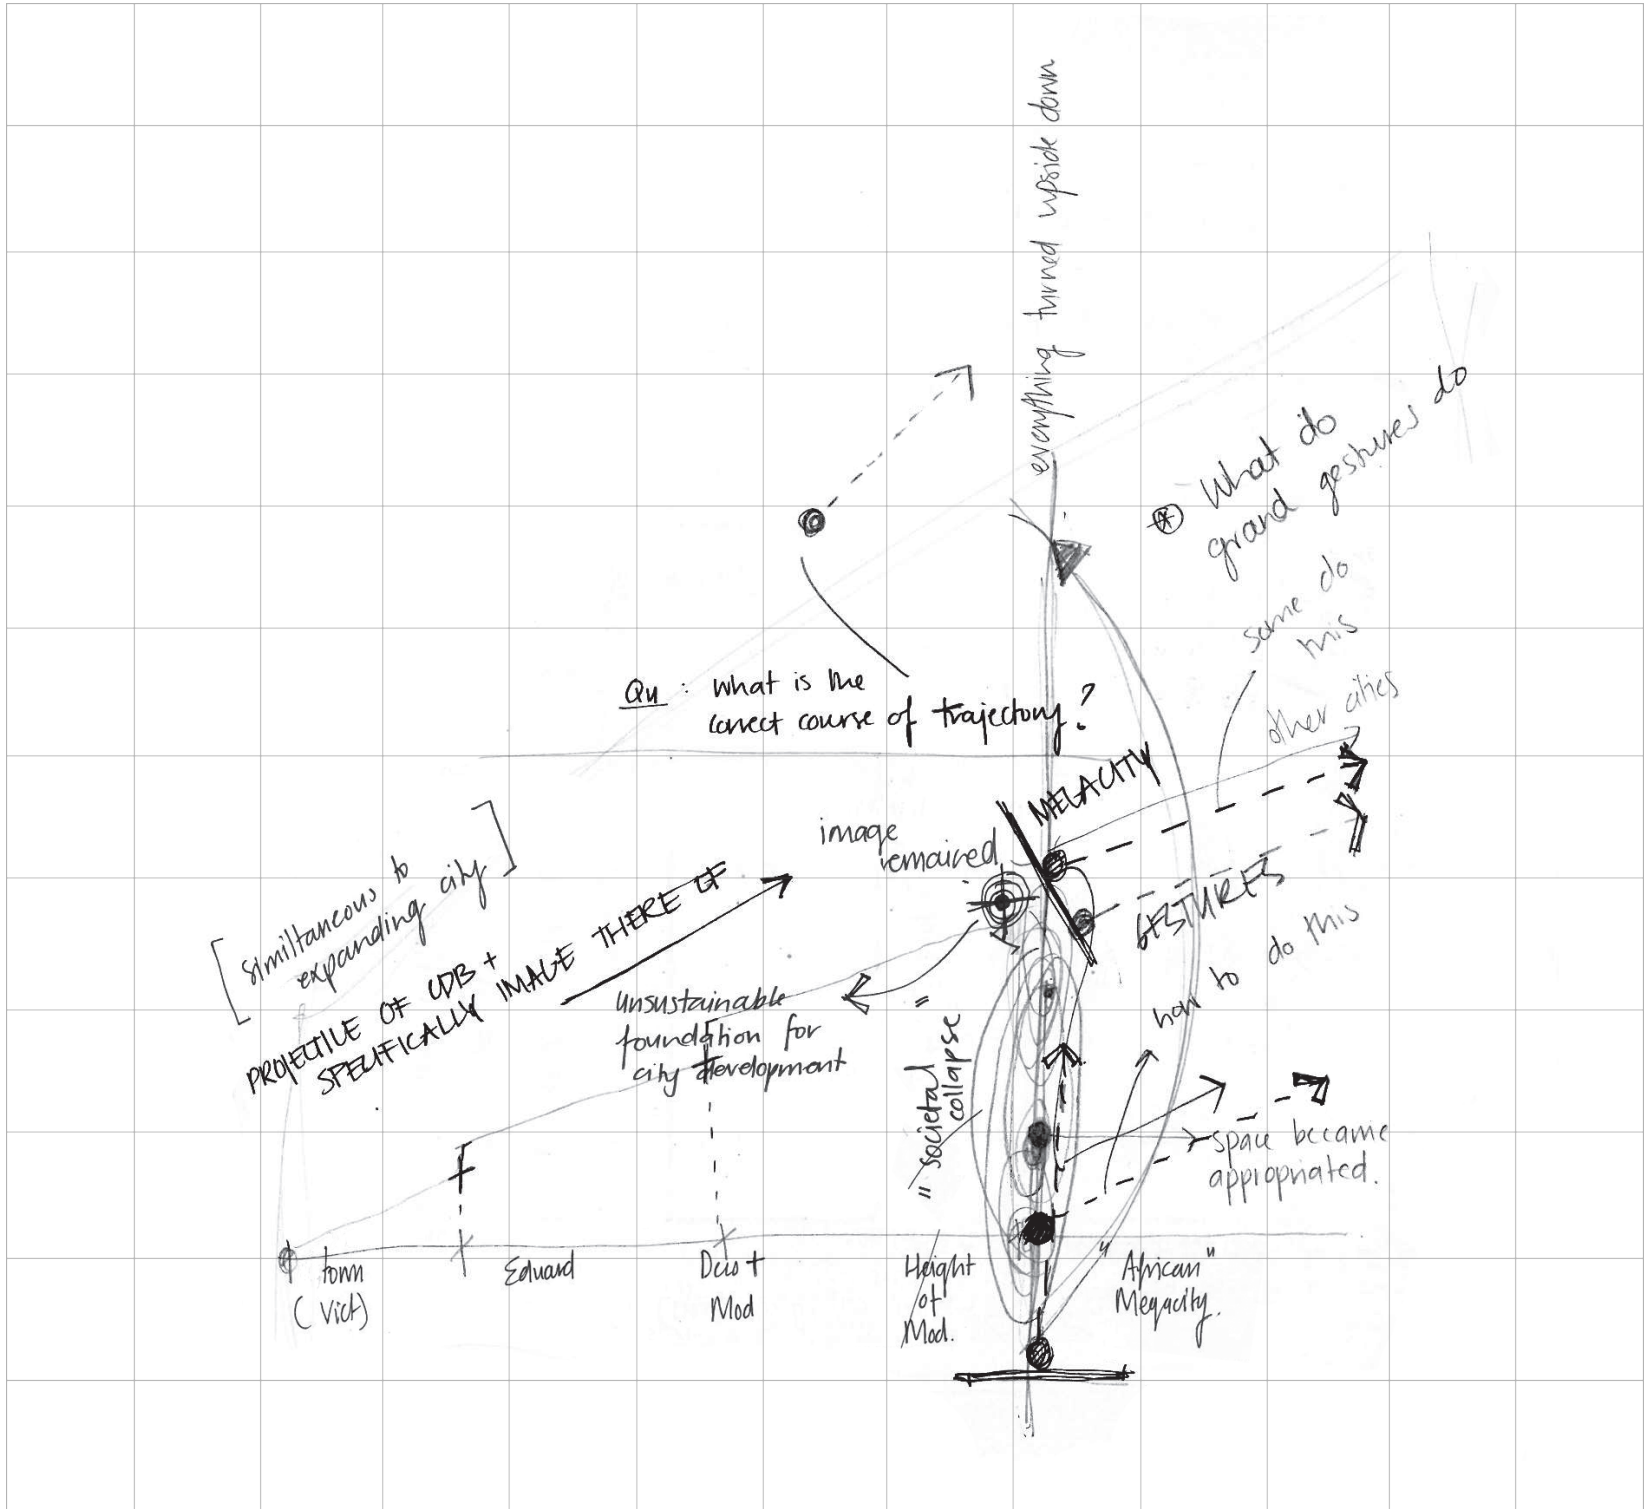 everything turned upside down
What do
grand gestures do
some do
this
other cities
Qu : What is the
correct course of trajectory?
MEGACITY
image
remained
[simultaneous to
expanding city]
PROJECTILE OF CDB +
SPECIFICALLY IMAGE THERE OF
GESTURES
how to do this
unsustainable
foundation for
city development
"societal
collapse"
space became
appropriated.
town
(Vict)
Eduard
Deco +
Mod
Height
of
Mod.
"African"
Megacity.